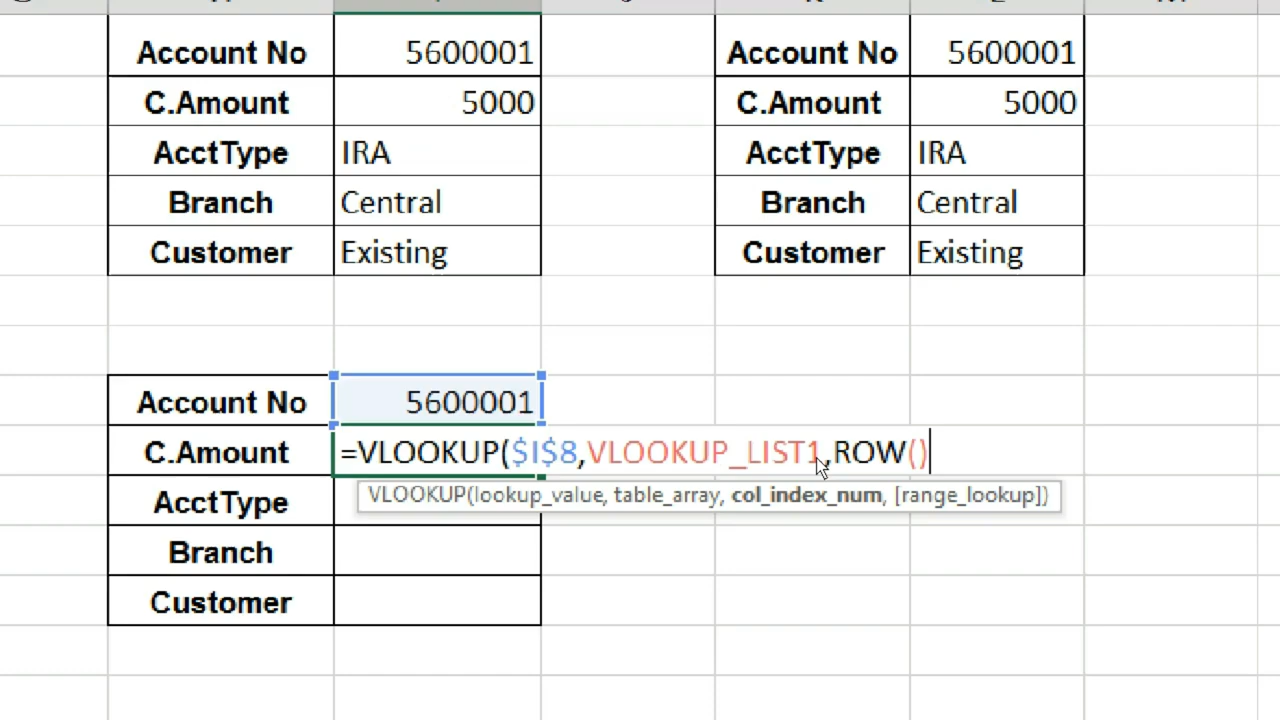 Account No 5600001 Account No 5600001
C.Amount 5000 C.Amount 5000
AcctType IRA AcctType IRA
Branch Central Branch Central
Customer Existing Customer Existing
Account No 5600001
C.Amount =VLOOKUP($I$8,VLOOKUP_LIST1,ROW()
VLOOKUP(lookup_value, table_array, col_index_num, [range_lookup])
AcctType
Branch
Customer